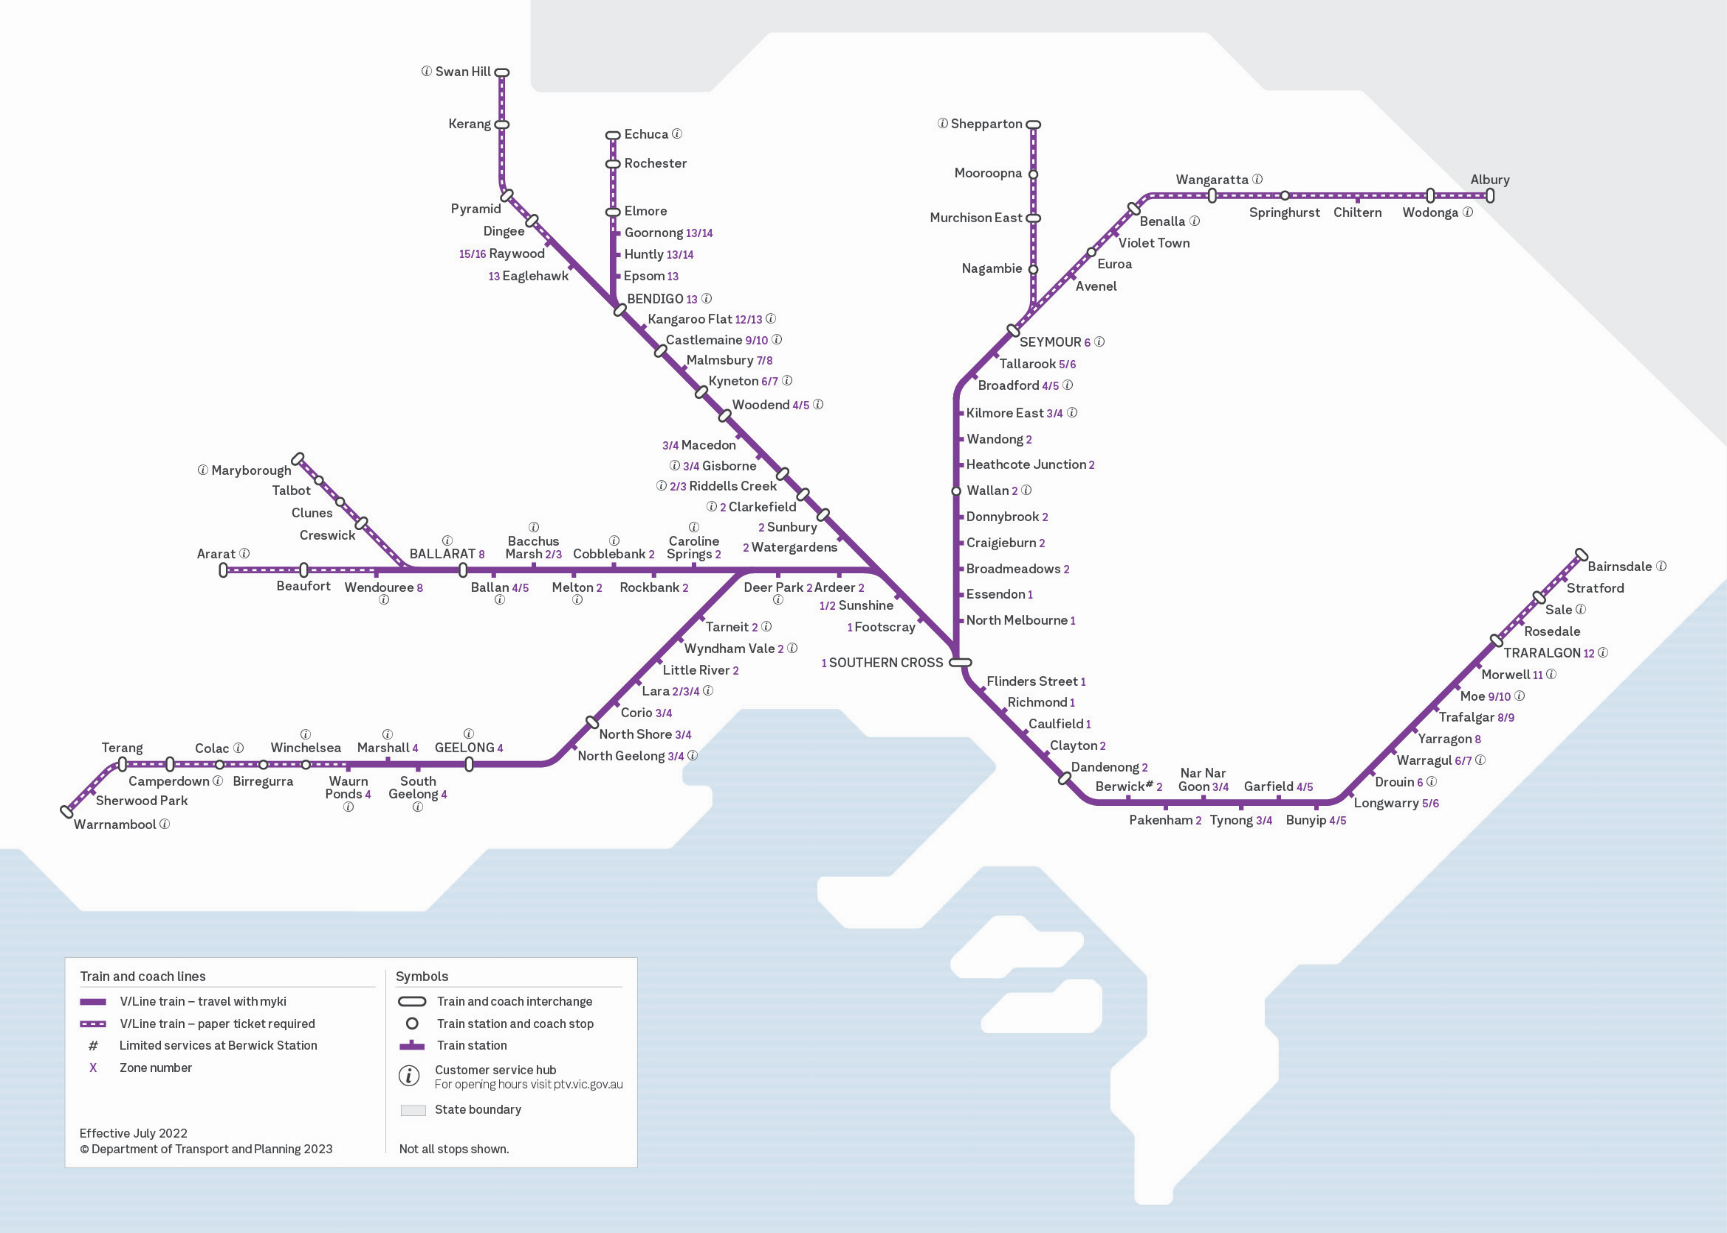 ⓘ Swan Hill
Kerang
Pyramid
Dingee
15/16 Raywood
13 Eaglehawk
Echuca ⓘ
Rochester
Elmore
Goornong 13/14
Huntly 13/14
Epsom 13
BENDIGO 13 ⓘ
Kangaroo Flat 12/13 ⓘ
Castlemaine 9/10 ⓘ
Malmsbury 7/8
Kyneton 6/7 ⓘ
Woodend 4/5 ⓘ
3/4 Macedon
ⓘ 3/4 Gisborne
ⓘ 2/3 Riddells Creek
ⓘ 2 Clarkefield
2 Sunbury
2 Watergardens
ⓘ Shepparton
Mooroopna
Murchison East
Nagambie
Albury
Wangaratta ⓘ
Springhurst
Chiltern
Wodonga ⓘ
Benalla ⓘ
Violet Town
Euroa
Avenel
SEYMOUR 6 ⓘ
Tallarook 5/6
Broadford 4/5 ⓘ
Kilmore East 3/4 ⓘ
Wandong 2
Heathcote Junction 2
Wallan 2 ⓘ
Donnybrook 2
Craigieburn 2
Broadmeadows 2
Essendon 1
North Melbourne 1
ⓘ Maryborough
Talbot
Clunes
Creswick
Ararat ⓘ
Beaufort
Wendouree 8
ⓘ
ⓘ
BALLARAT 8
Ballan 4/5
ⓘ
ⓘ
Bacchus
Marsh 2/3
Melton 2
ⓘ
ⓘ
Cobblebank 2
Rockbank 2
ⓘ
Caroline
Springs 2
Deer Park 2
ⓘ
Ardeer 2
1/2 Sunshine
1 Footscray
1 SOUTHERN CROSS
Tarneit 2 ⓘ
Wyndham Vale 2 ⓘ
Little River 2
Lara 2/3/4 ⓘ
Corio 3/4
North Shore 3/4
North Geelong 3/4 ⓘ
ⓘ
GEELONG 4
South
Geelong 4
ⓘ
ⓘ
Marshall 4
Waurn
Ponds 4
ⓘ
ⓘ
Winchelsea
Birregurra
Colac ⓘ
Camperdown ⓘ
Terang
Sherwood Park
Warrnambool ⓘ
Flinders Street 1
Richmond 1
Caulfield 1
Clayton 2
Dandenong 2
Berwick# 2
Pakenham 2
Nar Nar
Goon 3/4
Tynong 3/4
Garfield 4/5
Bunyip 4/5
Longwarry 5/6
Drouin 6 ⓘ
Warragul 6/7 ⓘ
Yarragon 8
Trafalgar 8/9
Moe 9/10 ⓘ
Morwell 11 ⓘ
TRARALGON 12 ⓘ
Rosedale
Sale ⓘ
Stratford
Bairnsdale ⓘ
Train and coach lines
V/Line train – travel with myki
V/Line train – paper ticket required
# Limited services at Berwick Station
X Zone number
Effective July 2022
© Department of Transport and Planning 2023
Symbols
Train and coach interchange
Train station and coach stop
Train station
ⓘ Customer service hub
For opening hours visit ptv.vic.gov.au
State boundary
Not all stops shown.